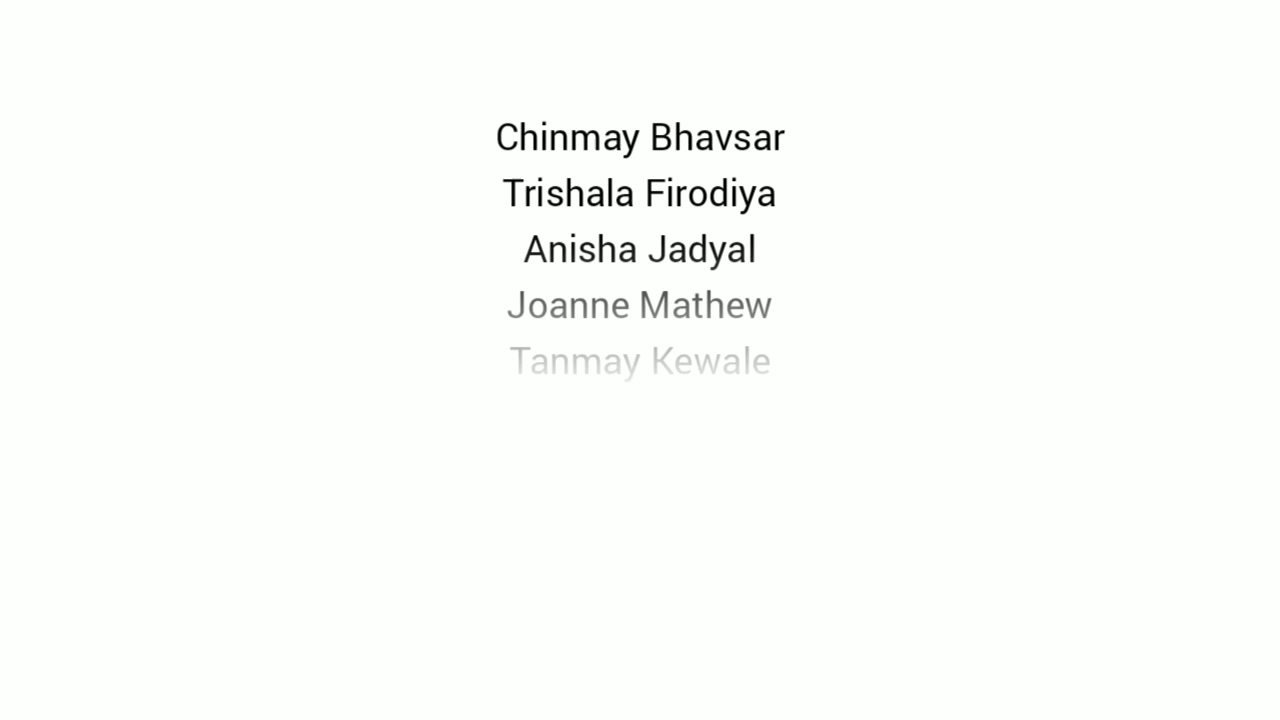 Chinmay Bhavsar
Trishala Firodiya
Anisha Jadyal
Joanne Mathew
Tanmay Kewale